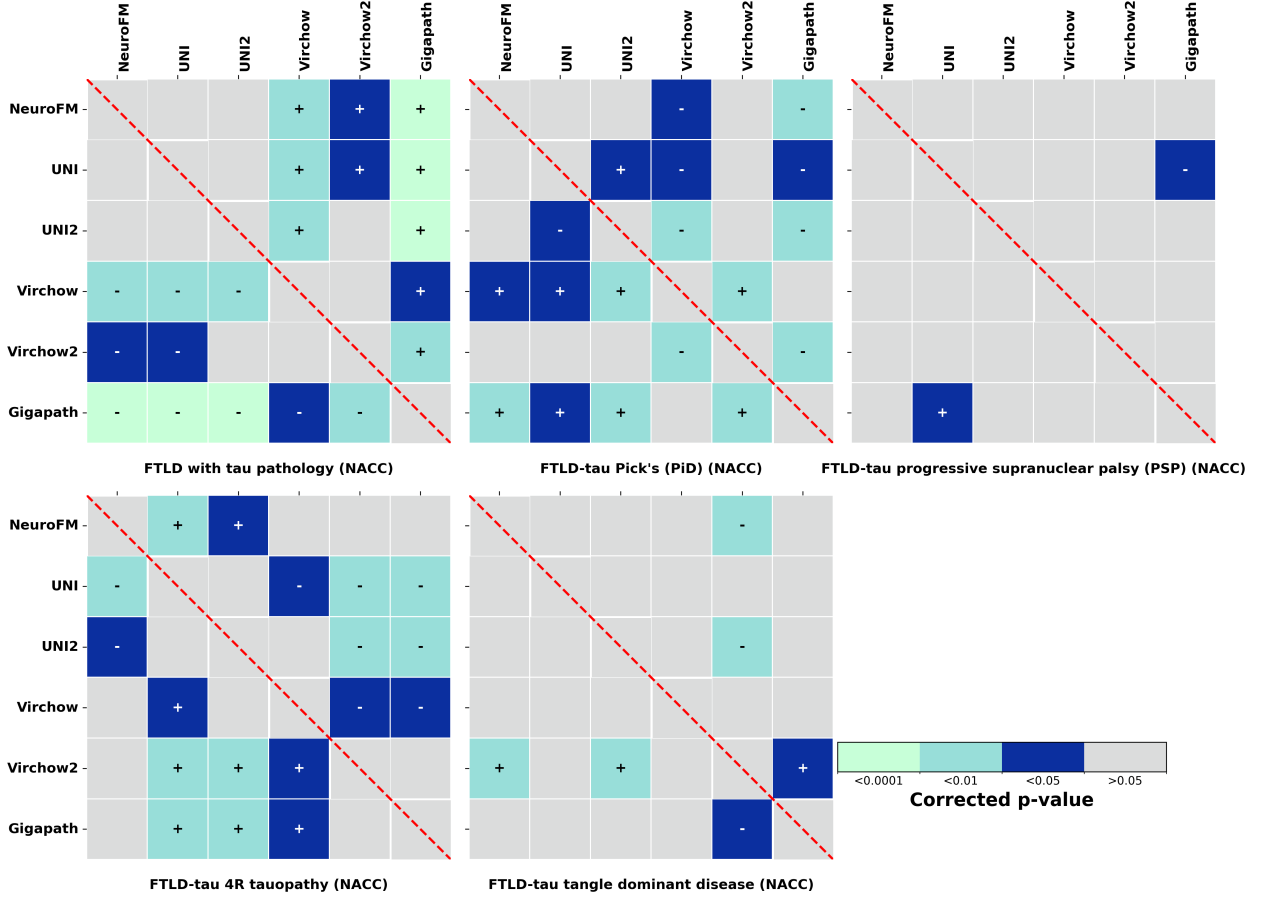 NeuroFM UNI UNI2 Virchow Virchow2 Gigapath NeuroFM UNI UNI2 Virchow Virchow2 Gigapath NeuroFM UNI UNI2 Virchow Virchow2 Gigapath
NeuroFM + + + - -
UNI + + + + - - -
UNI2 + + - - -
Virchow - - - + + + + +
Virchow2 - - + - -
Gigapath - - - - - + + + + +
FTLD with tau pathology (NACC) FTLD-tau Pick's (PiD) (NACC) FTLD-tau progressive supranuclear palsy (PSP) (NACC)
NeuroFM + + -
UNI - - - -
UNI2 - - - -
Virchow + - -
Virchow2 + + + + + +
Gigapath + + + -
<0.0001 <0.01 <0.05 >0.05
Corrected p-value
FTLD-tau 4R tauopathy (NACC) FTLD-tau tangle dominant disease (NACC)